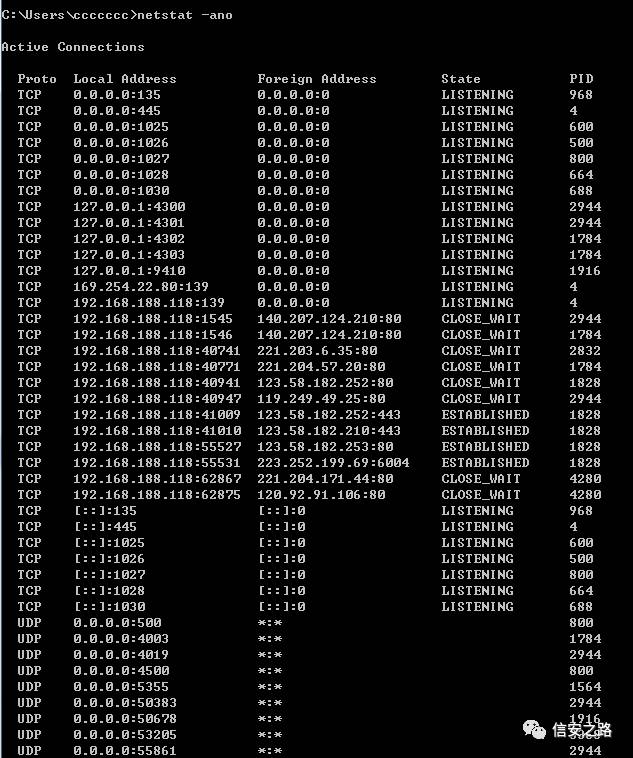 C:\Users\ccccccc>netstat -ano
Active Connections
Proto Local Address Foreign Address State PID
TCP 0.0.0.0:135 0.0.0.0:0 LISTENING 968
TCP 0.0.0.0:445 0.0.0.0:0 LISTENING 4
TCP 0.0.0.0:1025 0.0.0.0:0 LISTENING 600
TCP 0.0.0.0:1026 0.0.0.0:0 LISTENING 500
TCP 0.0.0.0:1027 0.0.0.0:0 LISTENING 800
TCP 0.0.0.0:1028 0.0.0.0:0 LISTENING 664
TCP 0.0.0.0:1030 0.0.0.0:0 LISTENING 688
TCP 127.0.0.1:4300 0.0.0.0:0 LISTENING 2944
TCP 127.0.0.1:4301 0.0.0.0:0 LISTENING 2944
TCP 127.0.0.1:4302 0.0.0.0:0 LISTENING 1784
TCP 127.0.0.1:4303 0.0.0.0:0 LISTENING 1784
TCP 127.0.0.1:9410 0.0.0.0:0 LISTENING 1916
TCP 169.254.22.80:139 0.0.0.0:0 LISTENING 4
TCP 192.168.188.118:139 0.0.0.0:0 LISTENING 4
TCP 192.168.188.118:1545 140.207.124.210:80 CLOSE_WAIT 2944
TCP 192.168.188.118:1546 140.207.124.210:80 CLOSE_WAIT 1784
TCP 192.168.188.118:40741 221.203.6.35:80 CLOSE_WAIT 2832
TCP 192.168.188.118:40771 221.204.57.20:80 CLOSE_WAIT 1784
TCP 192.168.188.118:40941 123.58.182.252:80 CLOSE_WAIT 1828
TCP 192.168.188.118:40947 119.249.49.25:80 CLOSE_WAIT 2944
TCP 192.168.188.118:41009 123.58.182.252:443 ESTABLISHED 1828
TCP 192.168.188.118:41010 123.58.182.210:443 ESTABLISHED 1828
TCP 192.168.188.118:55527 123.58.182.253:80 ESTABLISHED 1828
TCP 192.168.188.118:55531 223.252.199.69:6004 ESTABLISHED 1828
TCP 192.168.188.118:62867 221.204.171.44:80 CLOSE_WAIT 4280
TCP 192.168.188.118:62875 120.92.91.106:80 CLOSE_WAIT 4280
TCP [::]:135 [::]:0 LISTENING 968
TCP [::]:445 [::]:0 LISTENING 4
TCP [::]:1025 [::]:0 LISTENING 600
TCP [::]:1026 [::]:0 LISTENING 500
TCP [::]:1027 [::]:0 LISTENING 800
TCP [::]:1028 [::]:0 LISTENING 664
TCP [::]:1030 [::]:0 LISTENING 688
UDP 0.0.0.0:500 *:* 800
UDP 0.0.0.0:4003 *:* 1784
UDP 0.0.0.0:4019 *:* 2944
UDP 0.0.0.0:4500 *:* 800
UDP 0.0.0.0:5355 *:* 1564
UDP 0.0.0.0:50383 *:* 2944
UDP 0.0.0.0:50678 *:* 1916
UDP 0.0.0.0:53205 *:*
UDP 0.0.0.0:55861 *:* 2944
信安之路